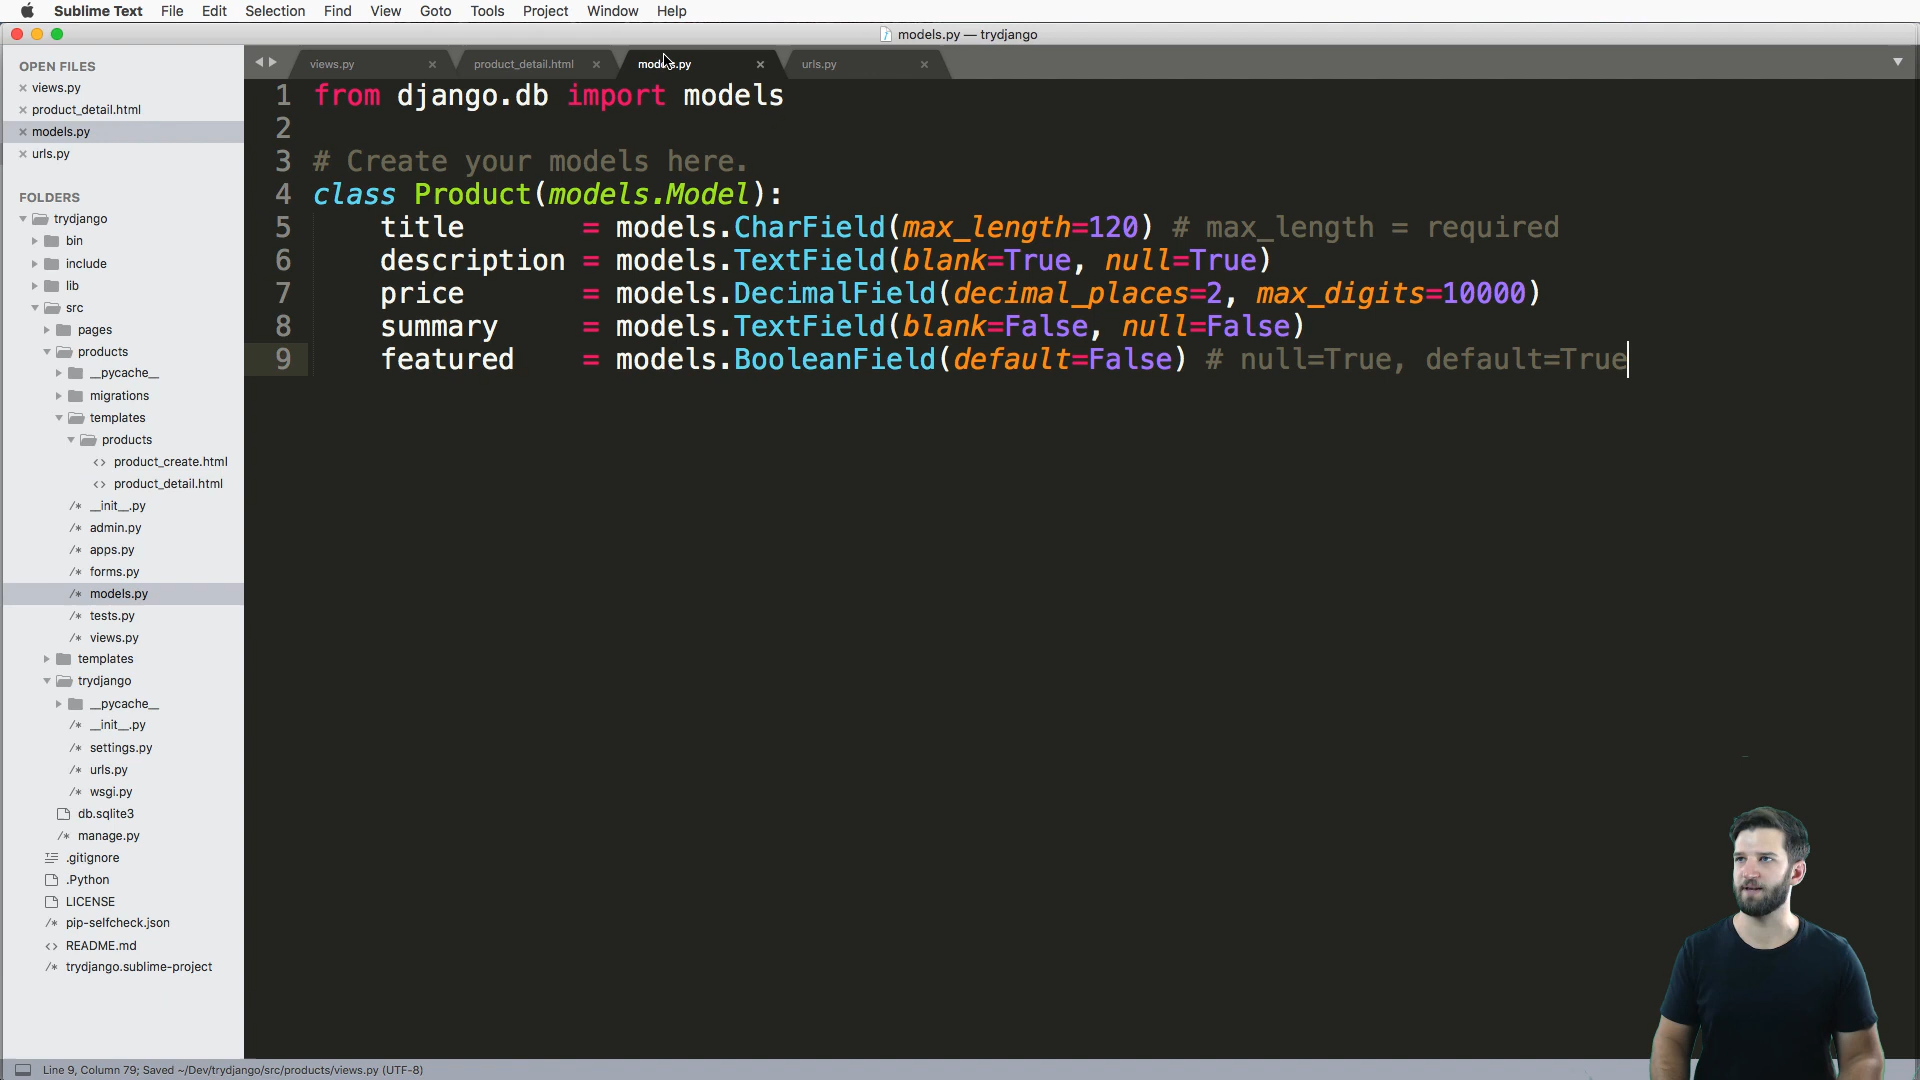 Sublime Text File Edit Selection Find View Goto Tools Project Window Help
models.py — trydjango
OPEN FILES
views.py
product_detail.html
models.py
urls.py
FOLDERS
trydjango
bin
include
lib
src
pages
products
__pycache__
migrations
templates
products
product_create.html
product_detail.html
__init__.py
admin.py
apps.py
forms.py
models.py
tests.py
views.py
templates
trydjango
__pycache__
__init__.py
settings.py
urls.py
wsgi.py
db.sqlite3
manage.py
.gitignore
.Python
LICENSE
pip-selfcheck.json
README.md
trydjango.sublime-project
views.py product_detail.html models.py urls.py
1 from django.db import models
2
3 # Create your models here.
4 class Product(models.Model):
5 title = models.CharField(max_length=120) # max_length = required
6 description = models.TextField(blank=True, null=True)
7 price = models.DecimalField(decimal_places=2, max_digits=10000)
8 summary = models.TextField(blank=False, null=False)
9 featured = models.BooleanField(default=False) # null=True, default=True
Line 9, Column 79; Saved ~/Dev/trydjango/src/products/views.py (UTF-8)